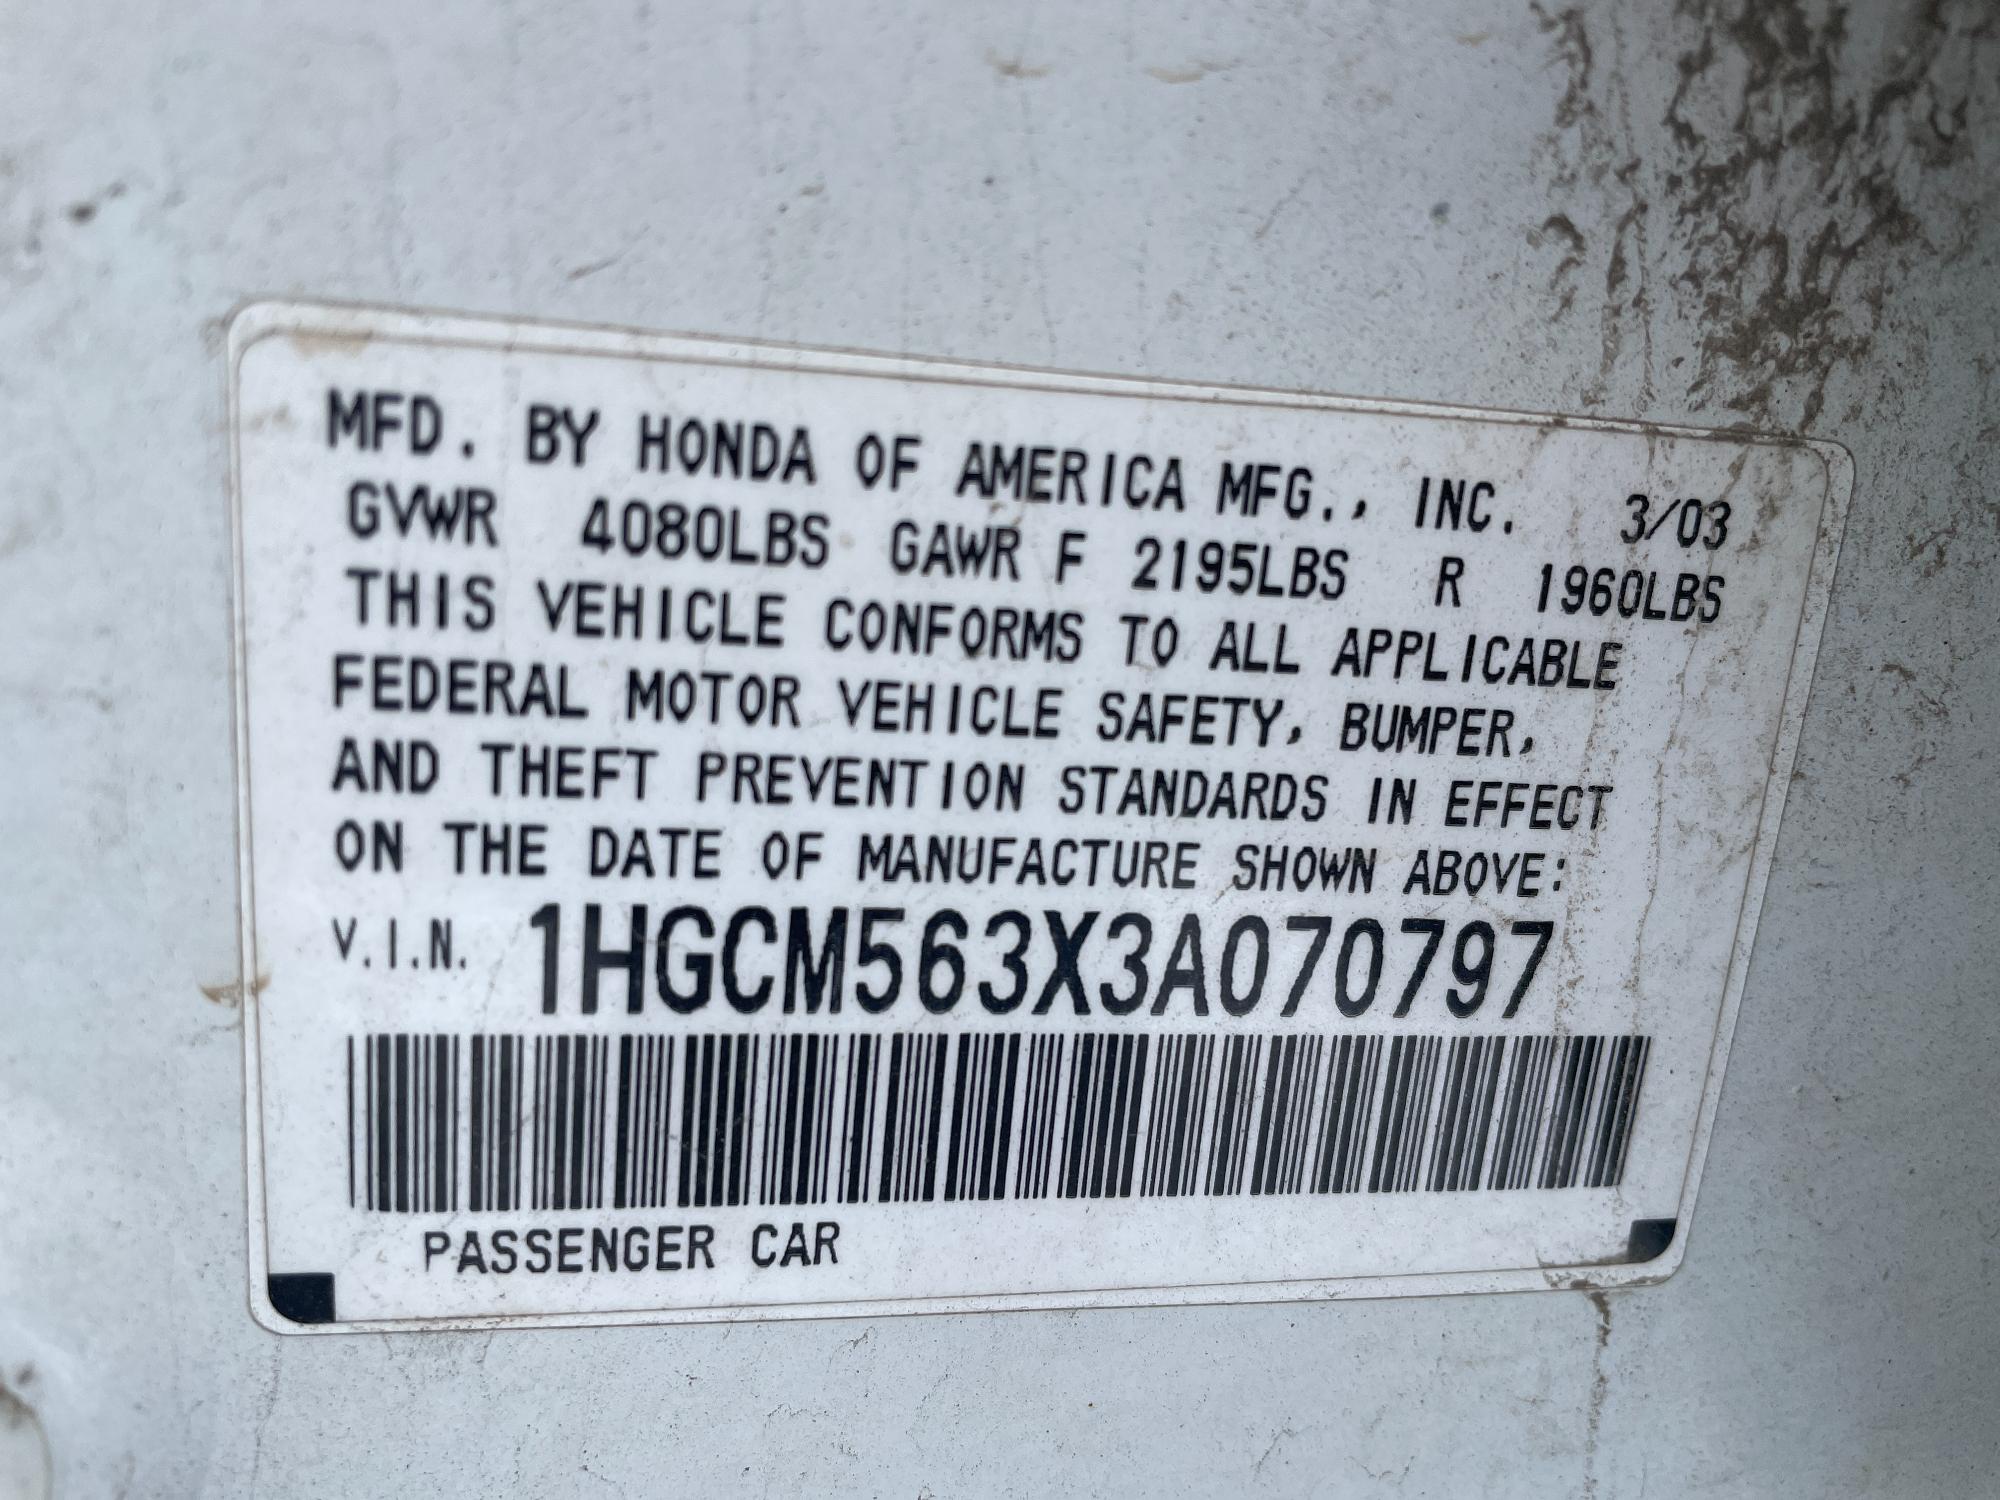 MFD. BY HONDA OF AMERICA MFG., INC. 3/03
GVWR 4080LBS GAWR F 2195LBS R 1960LBS
THIS VEHICLE CONFORMS TO ALL APPLICABLE
FEDERAL MOTOR VEHICLE SAFETY, BUMPER,
AND THEFT PREVENTION STANDARDS IN EFFECT
ON THE DATE OF MANUFACTURE SHOWN ABOVE:
V.I.N. 1HGCM563X3A070797
PASSENGER CAR